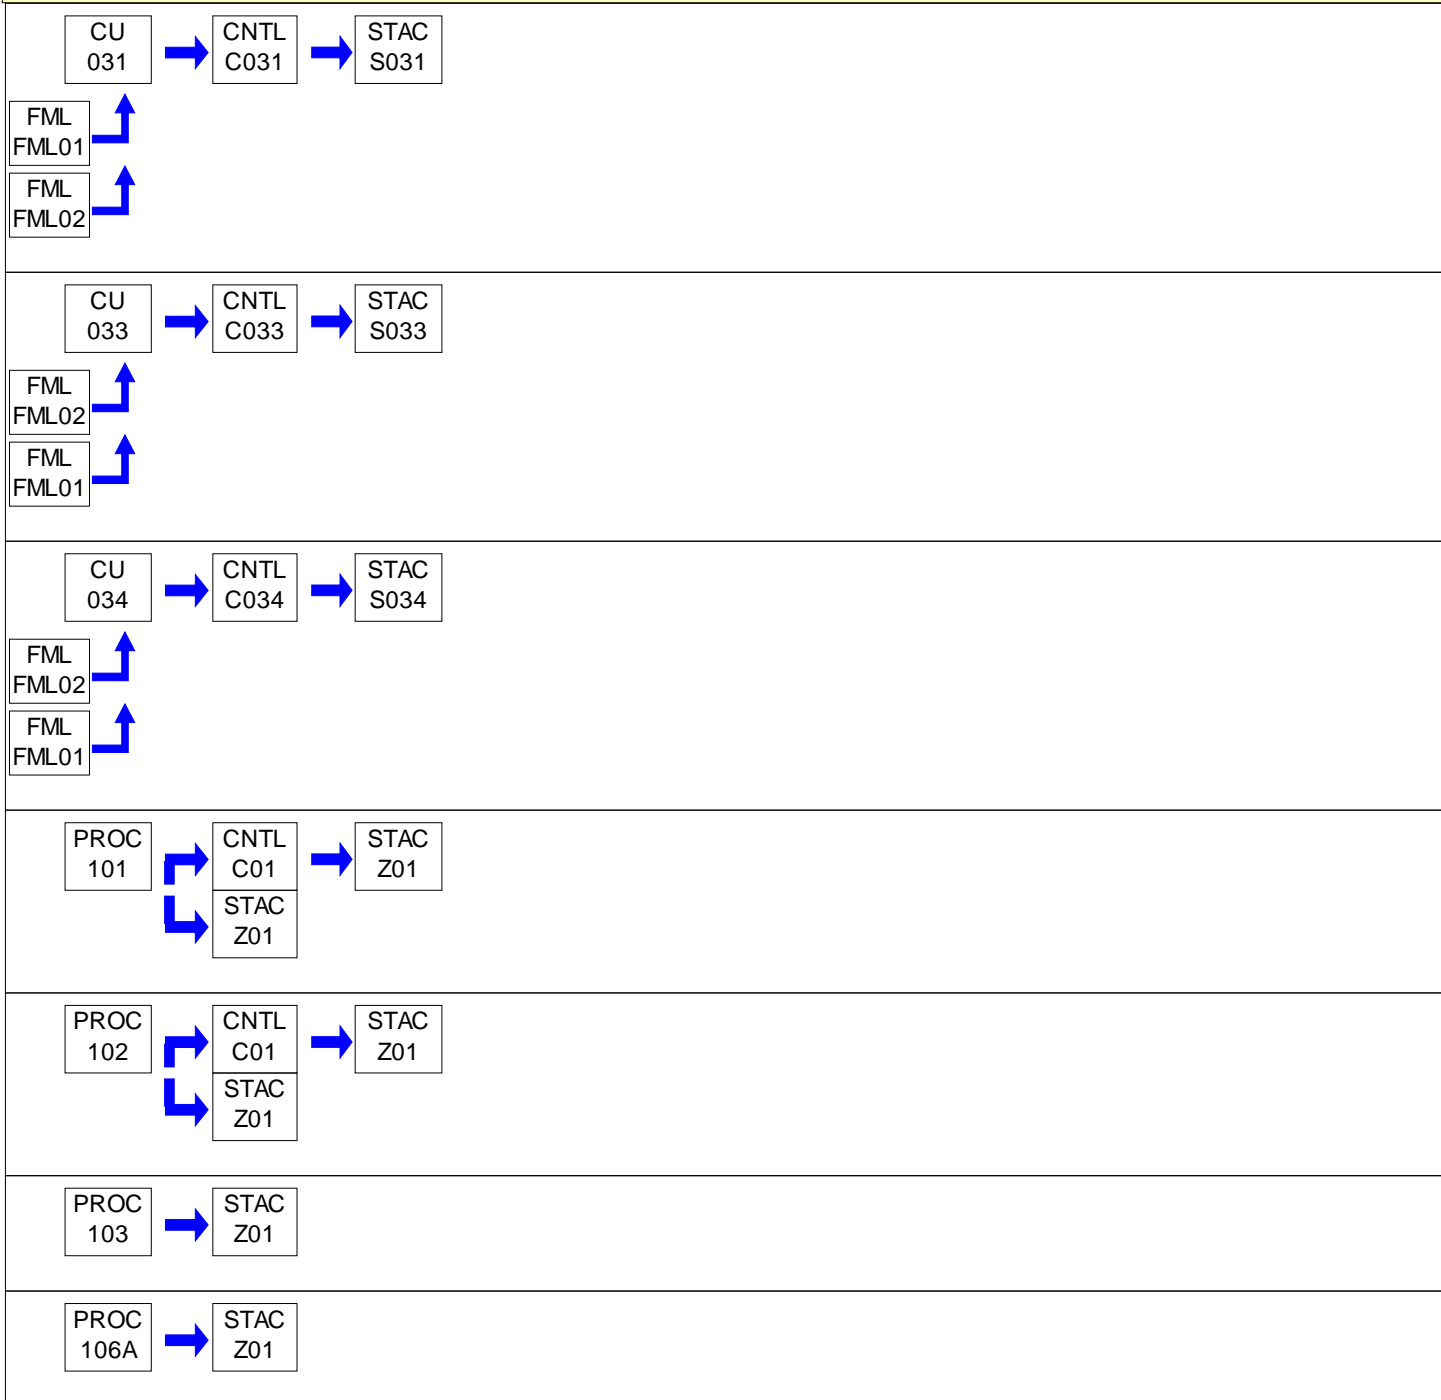 CU
031
CNTL
C031
STAC
S031
FML
FML01
FML
FML02
CU
033
CNTL
C033
STAC
S033
FML
FML02
FML
FML01
CU
034
CNTL
C034
STAC
S034
FML
FML02
FML
FML01
PROC
101
CNTL
C01
STAC
Z01
STAC
Z01
PROC
102
CNTL
C01
STAC
Z01
STAC
Z01
PROC
103
STAC
Z01
PROC
106A
STAC
Z01